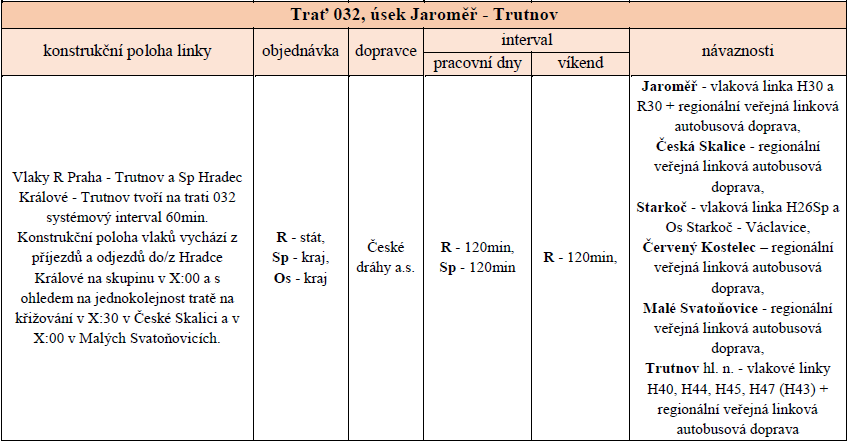 Trať 032, úsek Jaroměř - Trutnov
konstrukční poloha linky
objednávka
dopravce
interval
pracovní dny
víkend
návaznosti
Vlaky R Praha - Trutnov a Sp Hradec
Králové - Trutnov tvoří na trati 032
systémový interval 60min.
Konstrukční poloha vlaků vychází z
příjezdů a odjezdů do/z Hradce
Králové na skupinu v X:00 a s
ohledem na jednokolejnost tratě na
křižování v X:30 v České Skalici a v
X:00 v Malých Svatoňovicích.
R - stát,
Sp - kraj,
Os - kraj
České
dráhy a.s.
R - 120min,
Sp - 120min
R - 120min,
Jaroměř - vlaková linka H30 a
R30 + regionální veřejná linková
autobusová doprava,
Česká Skalice - regionální
veřejná linková autobusová
doprava,
Starkoč - vlaková linka H26Sp a
Os Starkoč - Václavice,
Červený Kostelec – regionální
veřejná linková autobusová
doprava,
Malé Svatoňovice - regionální
veřejná linková autobusová
doprava,
Trutnov hl. n. - vlakové linky
H40, H44, H45, H47 (H43) +
regionální veřejná linková
autobusová doprava